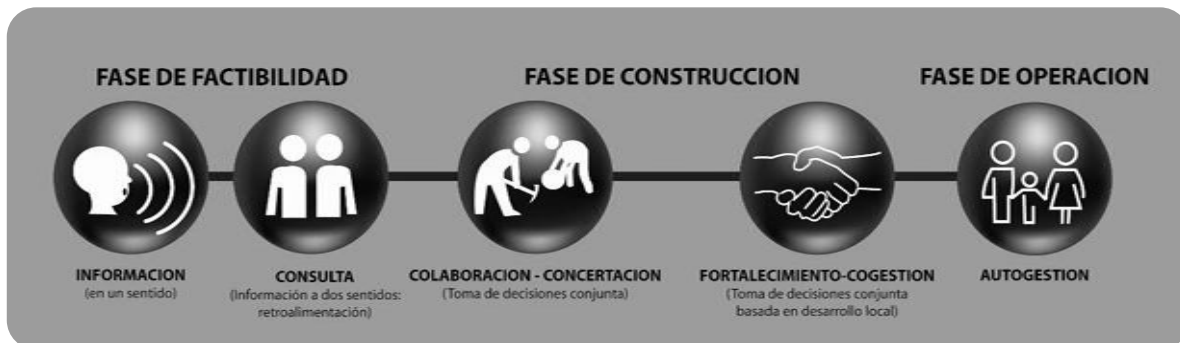 FASE DE FACTIBILIDAD
FASE DE CONSTRUCCION
FASE DE OPERACION
INFORMACION
(en un sentido)
CONSULTA
(Información a dos sentidos:
retroalimentación)
COLABORACION - CONCERTACION
(Toma de decisiones conjunta)
FORTALECIMIENTO-COGESTION
(Toma de decisiones conjunta
basada en desarrollo local)
AUTOGESTION